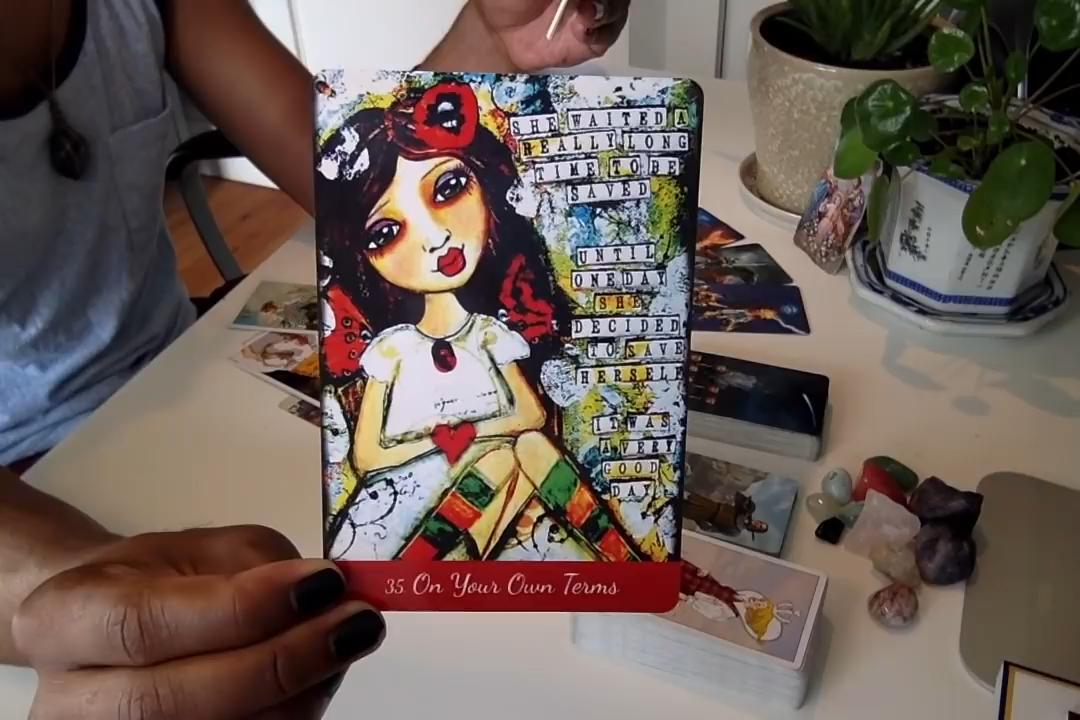 SHE WAITED A
REALLY LONG
TIME TO BE
SAVED
UNTIL
ONE DAY
SHE
DECIDED
TO SAVE
HERSELF
IT WAS
A VERY
GOOD
DAY
35 On Your Own Terms